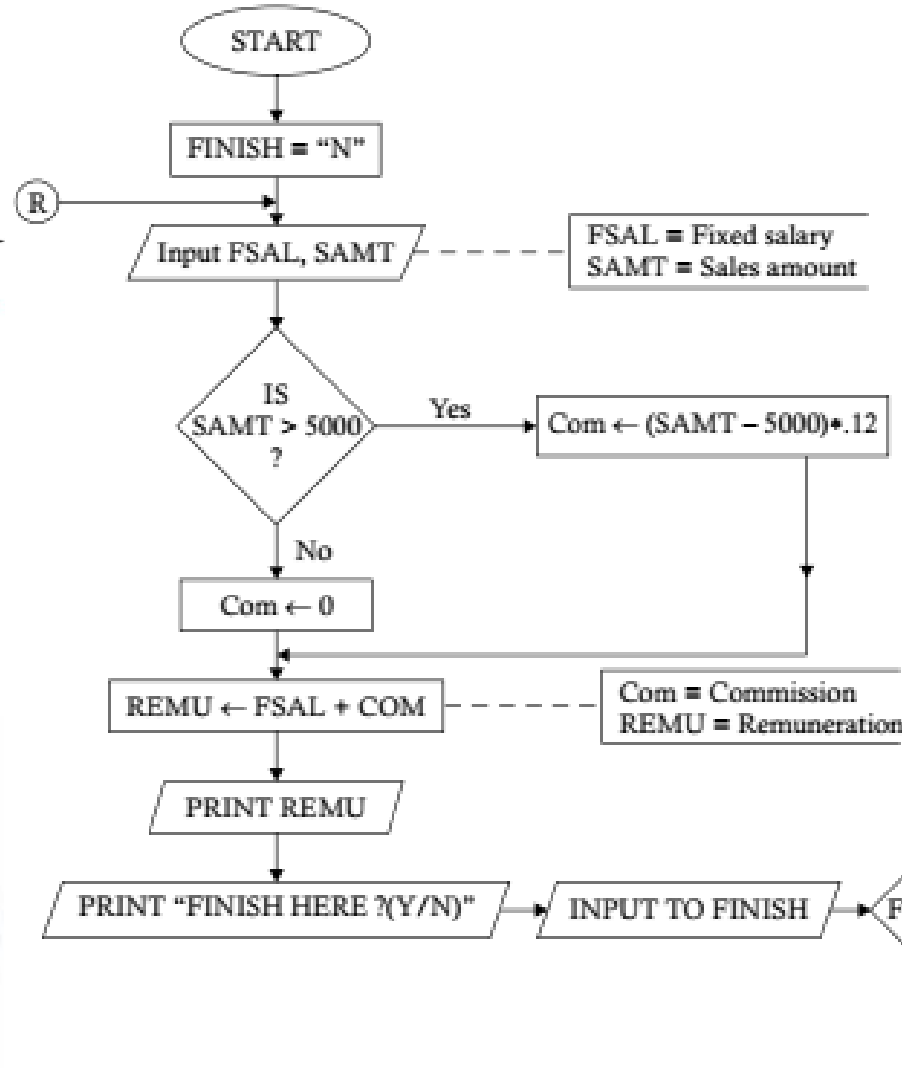 START
FINISH = “N”
R
Input FSAL, SAMT
FSAL = Fixed salary
SAMT = Sales amount
IS
SAMT > 5000
?
Yes
Com ← (SAMT – 5000)*.12
No
Com ← 0
REMU ← FSAL + COM
Com = Commission
REMU = Remuneration
PRINT REMU
PRINT “FINISH HERE ?(Y/N)”
INPUT TO FINISH